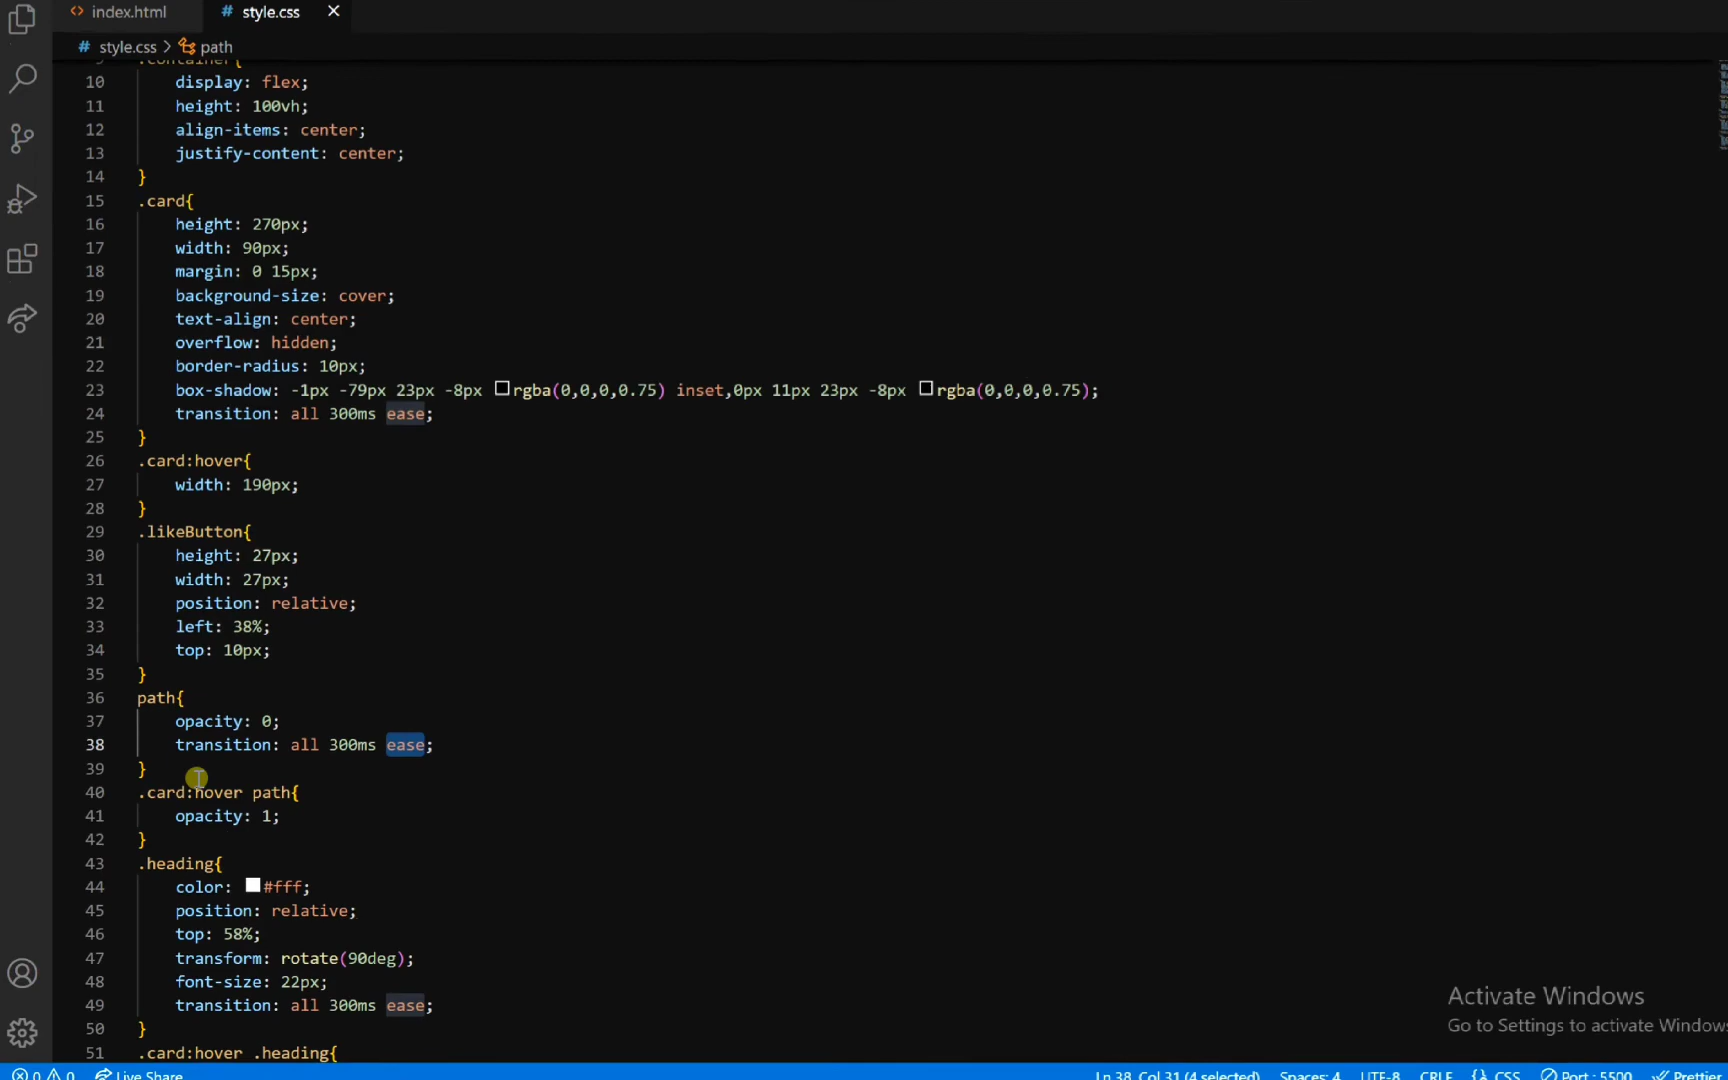 index.html
# style.css
# style.css > path
9 .container{
10 display: flex;
11 height: 100vh;
12 align-items: center;
13 justify-content: center;
14 }
15 .card{
16 height: 270px;
17 width: 90px;
18 margin: 0 15px;
19 background-size: cover;
20 text-align: center;
21 overflow: hidden;
22 border-radius: 10px;
23 box-shadow: -1px -79px 23px -8px rgba(0,0,0,0.75) inset,0px 11px 23px -8px rgba(0,0,0,0.75);
24 transition: all 300ms ease;
25 }
26 .card:hover{
27 width: 190px;
28 }
29 .likeButton{
30 height: 27px;
31 width: 27px;
32 position: relative;
33 left: 38%;
34 top: 10px;
35 }
36 path{
37 opacity: 0;
38 transition: all 300ms ease;
39 }
40 .card:hover path{
41 opacity: 1;
42 }
43 .heading{
44 color: #fff;
45 position: relative;
46 top: 58%;
47 transform: rotate(90deg);
48 font-size: 22px;
49 transition: all 300ms ease;
50 }
51 .card:hover .heading{
Activate Windows
Go to Settings to activate Windows
0 0 Live Share Ln 38, Col 31 (4 selected) Spaces: 4 UTF-8 CRLF {} CSS Port : 5500 Prettier